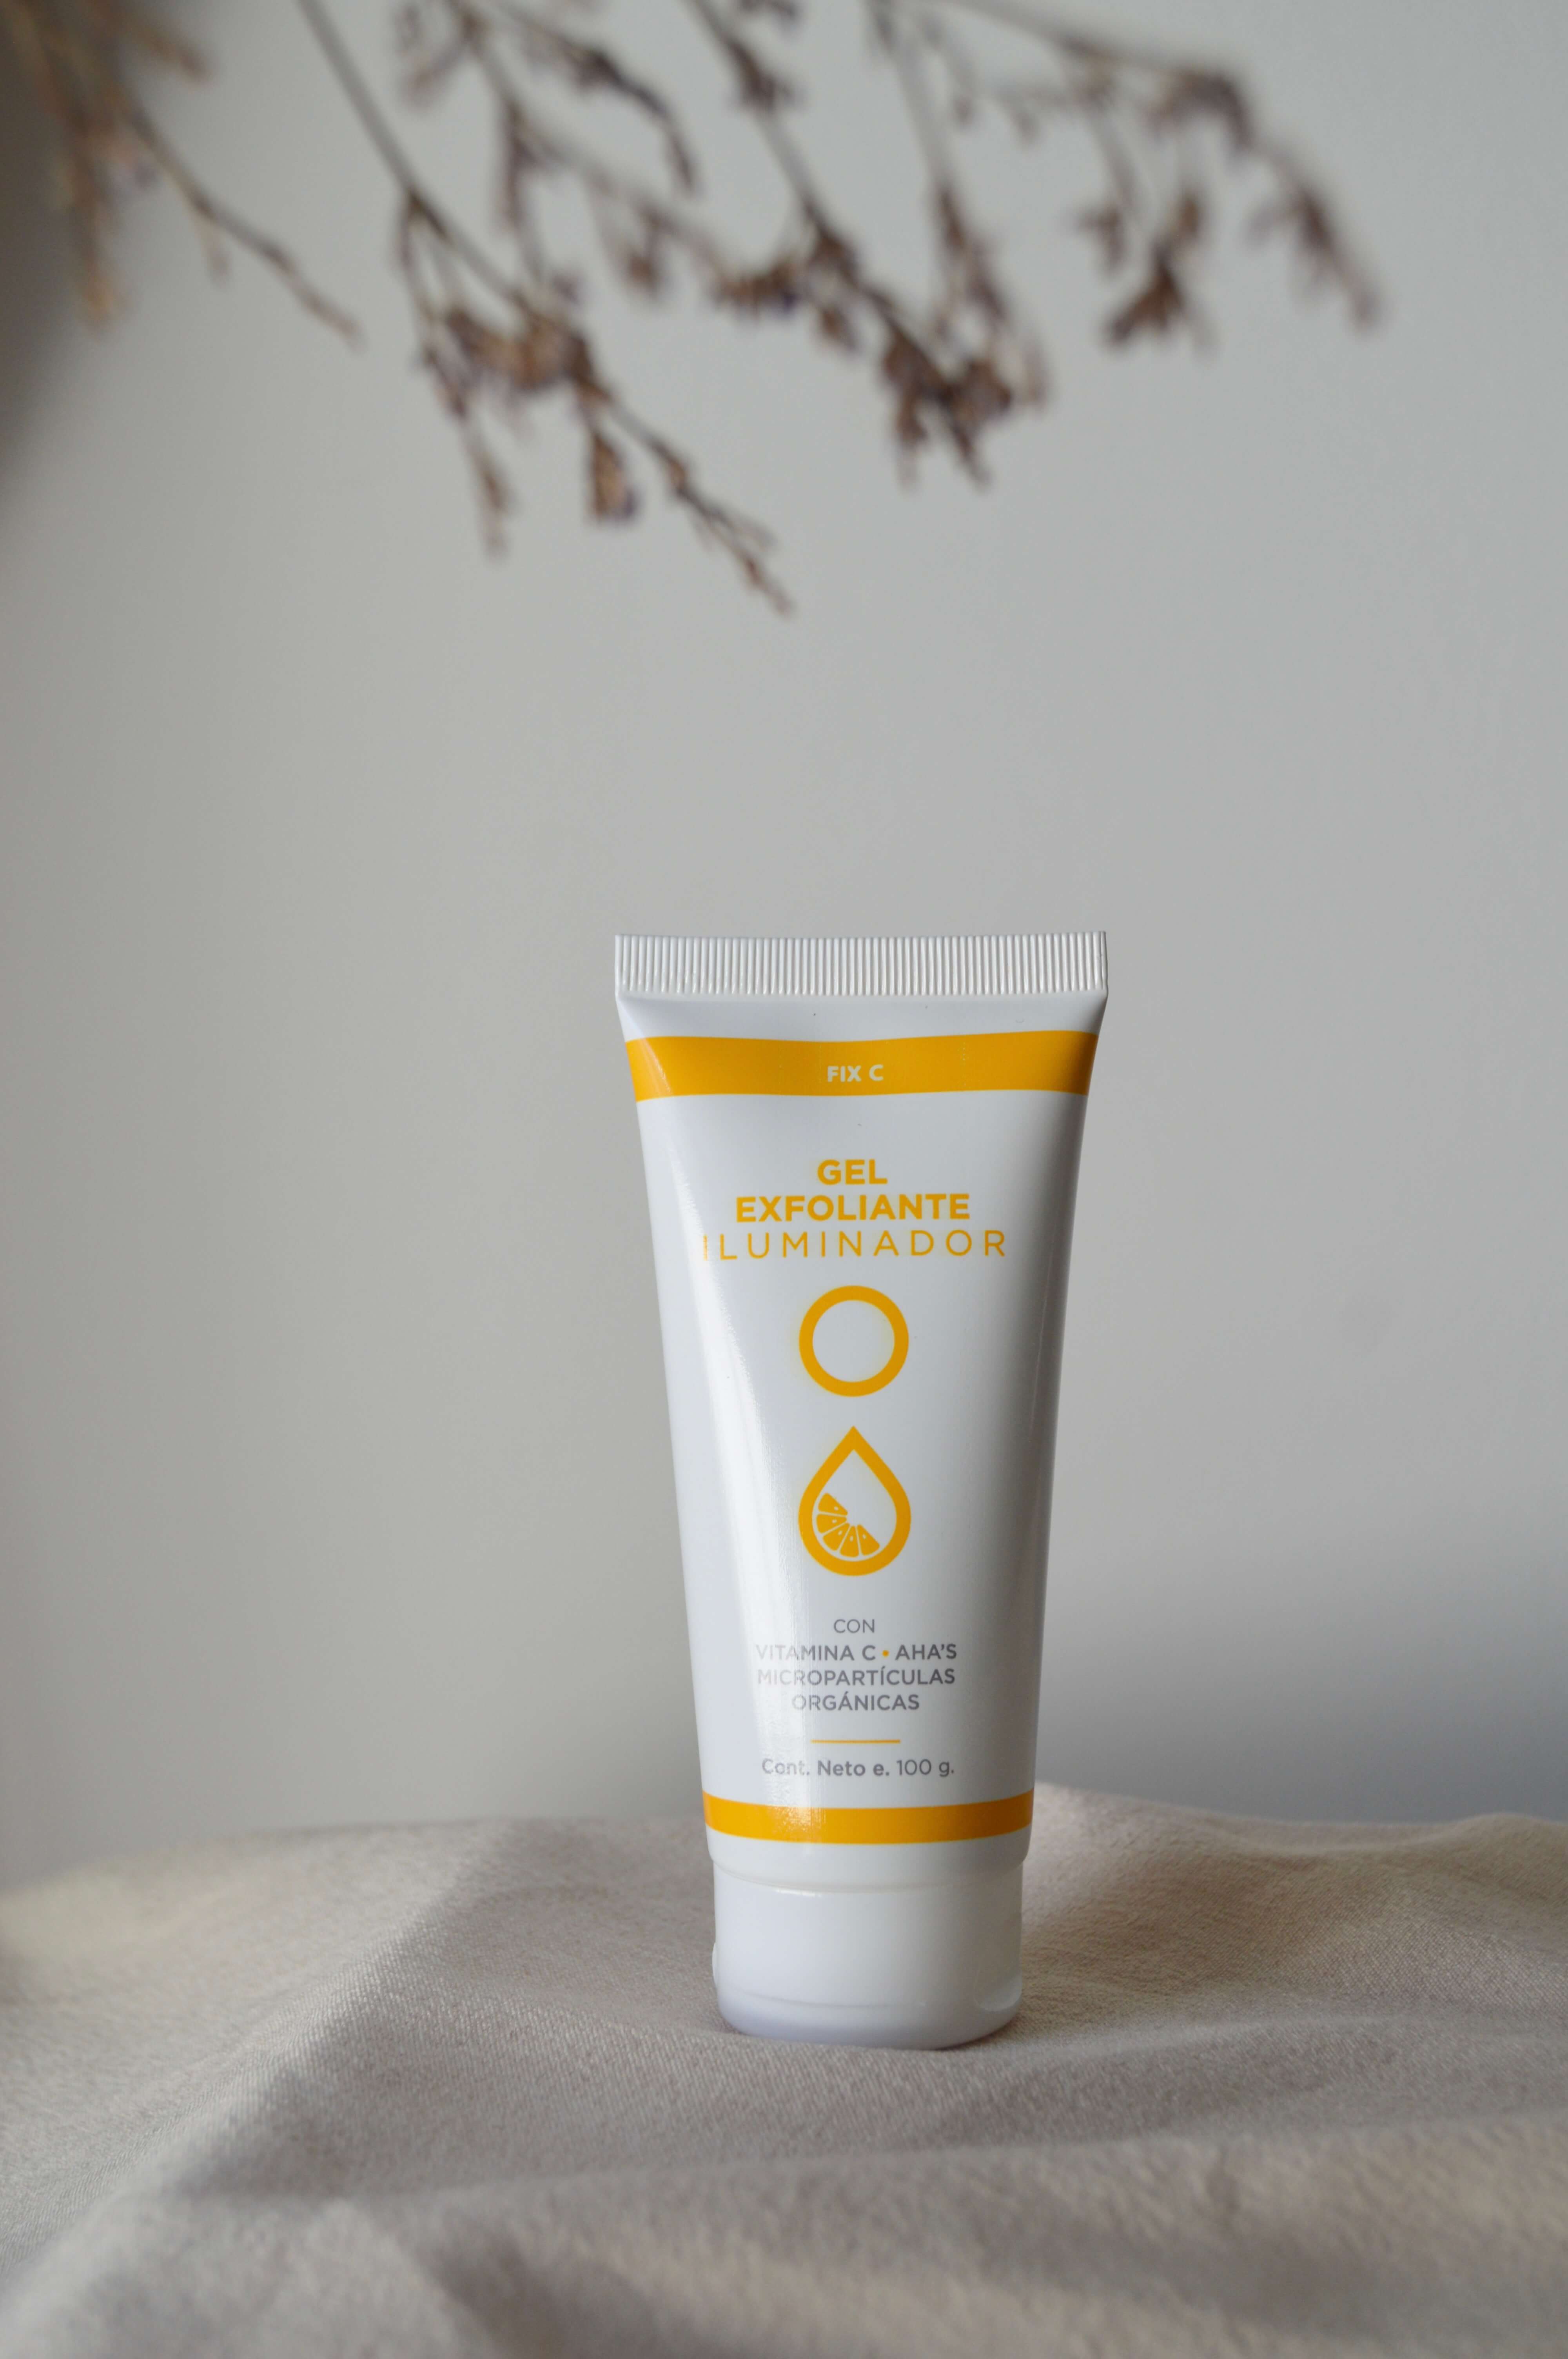 FIX C
GEL
EXFOLIANTE
ILUMINADOR
CON
VITAMINA C • AHA'S
MICROPARTÍCULAS
ORGÁNICAS
Cont. Neto e. 100 g.